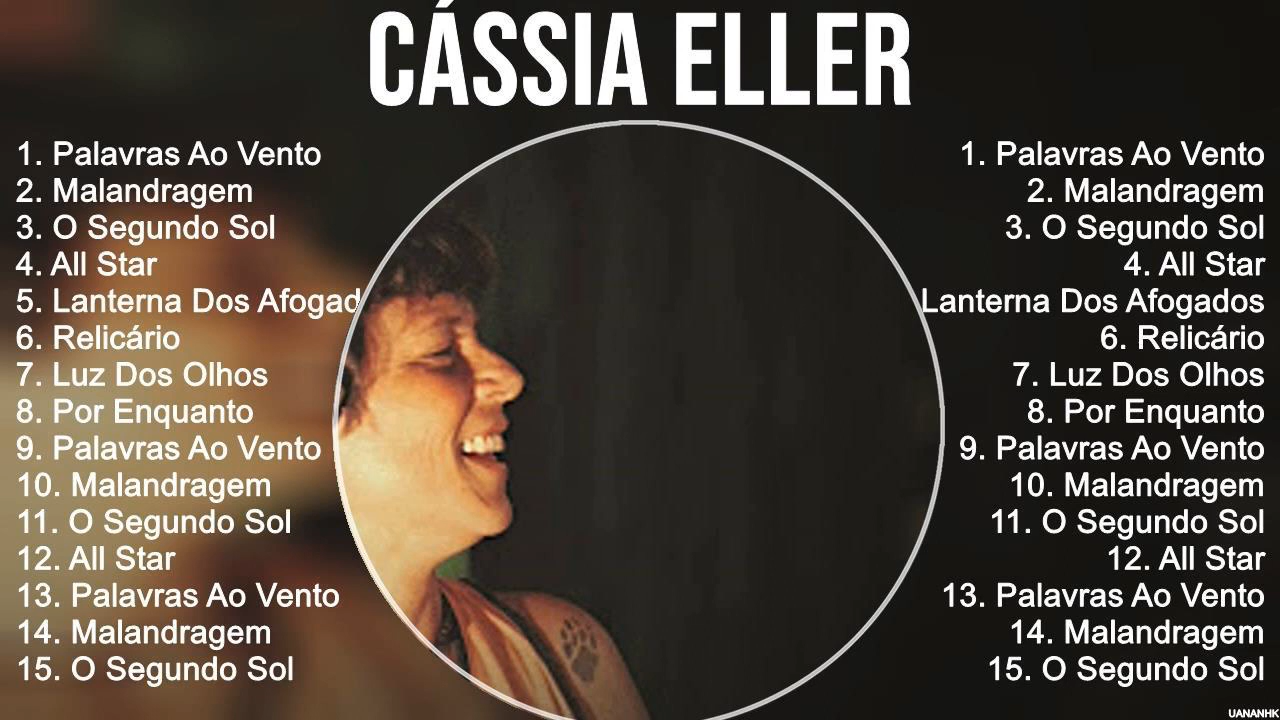 CÁSSIA ELLER
1. Palavras Ao Vento
2. Malandragem
3. O Segundo Sol
4. All Star
5. Lanterna Dos Afogad
6. Relicário
7. Luz Dos Olhos
8. Por Enquanto
9. Palavras Ao Vento
10. Malandragem
11. O Segundo Sol
12. All Star
13. Palavras Ao Vento
14. Malandragem
15. O Segundo Sol
1. Palavras Ao Vento
2. Malandragem
3. O Segundo Sol
4. All Star
Lanterna Dos Afogados
6. Relicário
7. Luz Dos Olhos
8. Por Enquanto
9. Palavras Ao Vento
10. Malandragem
11. O Segundo Sol
12. All Star
13. Palavras Ao Vento
14. Malandragem
15. O Segundo Sol
UANANHK